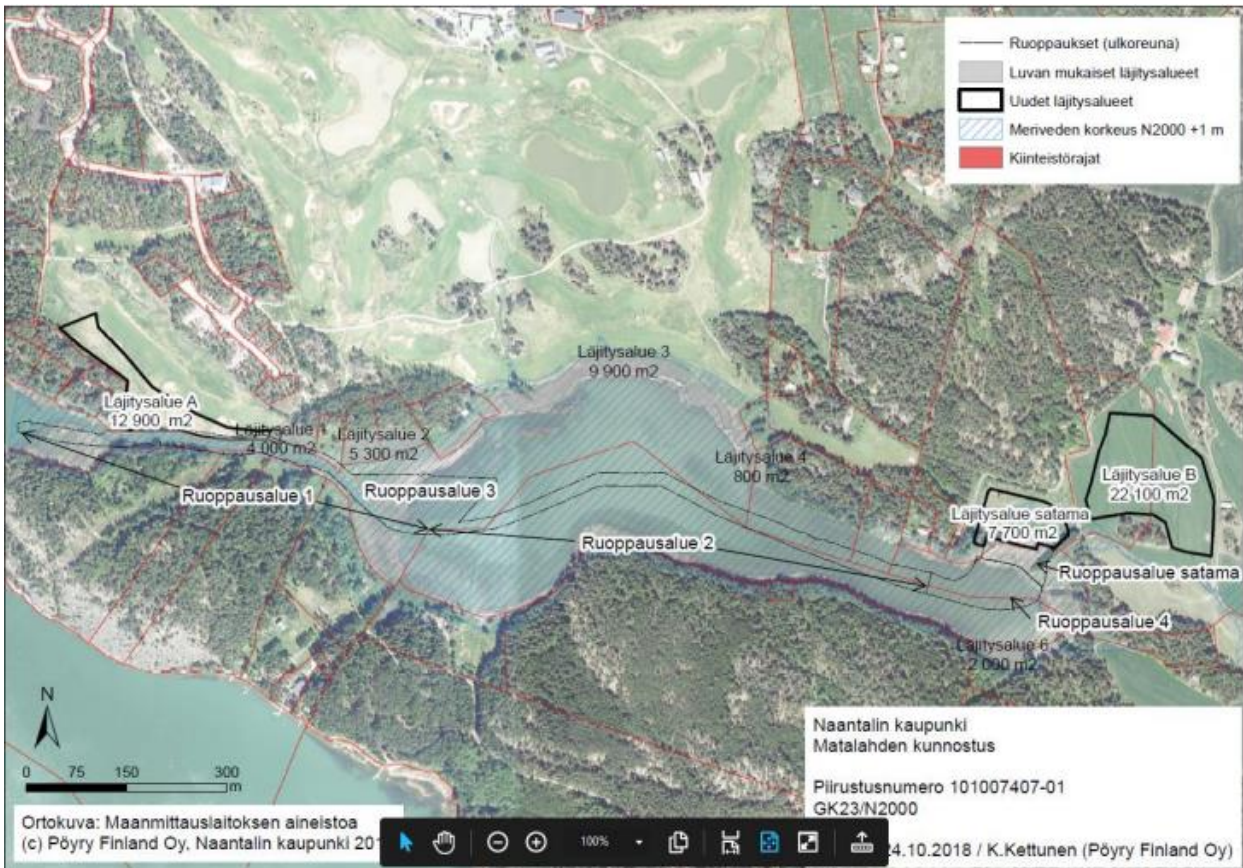 Ruoppaukset (ulkoreuna)
Luvan mukaiset läjitysalueet
Uudet läjitysalueet
Meriveden korkeus N2000 +1 m
Kiinteistörajat
Läjitysalue 3
9 900 m2
Läjitysalue A
12 900 m2
Läjitysalue
4 000 m2
Läjitysalue 2
5 300 m2
Läjitysalue 4
800 m2
Läjitysalue B
22 100 m2
Ruoppausalue 1
Ruoppausalue 3
Läjitysalue satama
7 700 m2
Ruoppausalue 2
Ruoppausalue satama
Ruoppausalue 4
Läjitysalue 6
2 000 m2
N
0 75 150 300
m
Naantalin kaupunki
Matalahden kunnostus
Piirustusnumero 101007407-01
GK23/N2000
24.10.2018 / K.Kettunen (Pöyry Finland Oy)
Ortokuva: Maanmittauslaitoksen aineistoa
(c) Pöyry Finland Oy, Naantalin kaupunki 201
100%